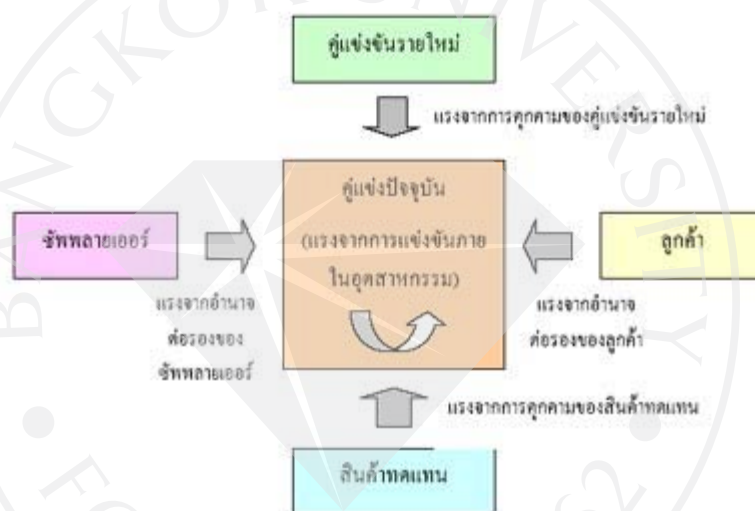 คู่แข่งขันรายใหม่
แรงจากการคุกคามของคู่แข่งขันรายใหม่
คู่แข่งปัจจุบัน
(แรงจากการแข่งขันภาย
ในอุตสาหกรรม)
ซัพพลายเออร์
ลูกค้า
แรงจากอำนาจ
ต่อรองของ
ซัพพลายเออร์
แรงจากอำนาจ
ต่อรองของลูกค้า
แรงจากการคุกคามของสินค้าทดแทน
สินค้าทดแทน